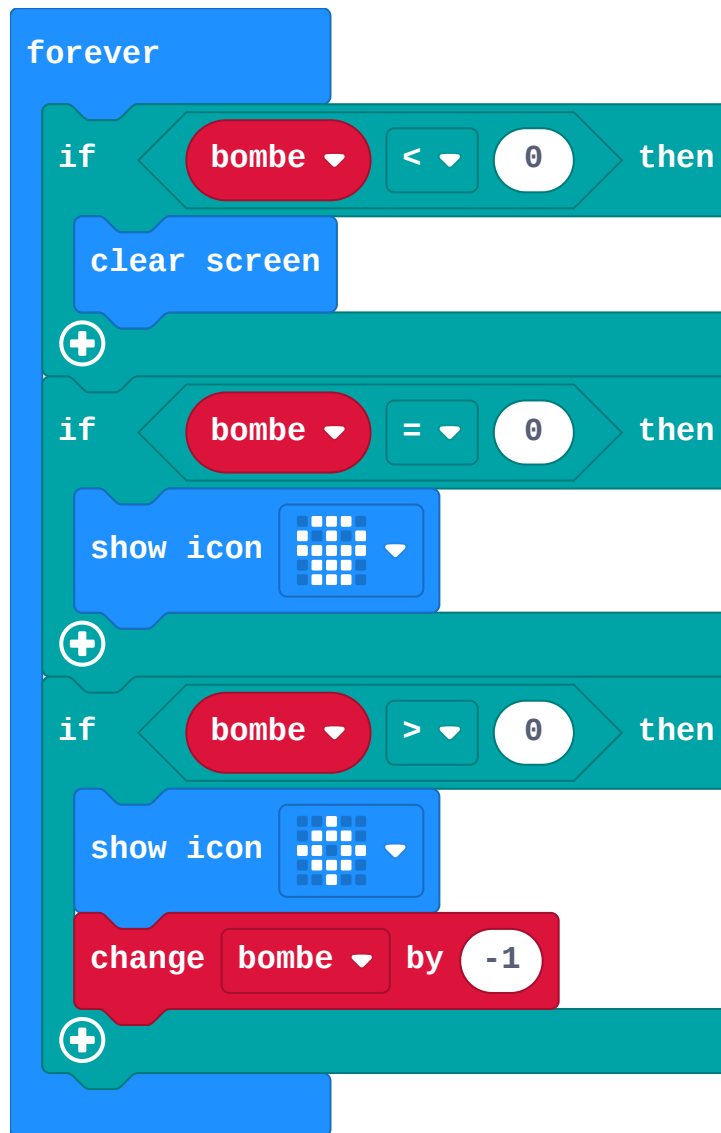 forever
if bombe < 0 then
clear screen
if bombe = 0 then
show icon
if bombe > 0 then
show icon
change bombe by -1